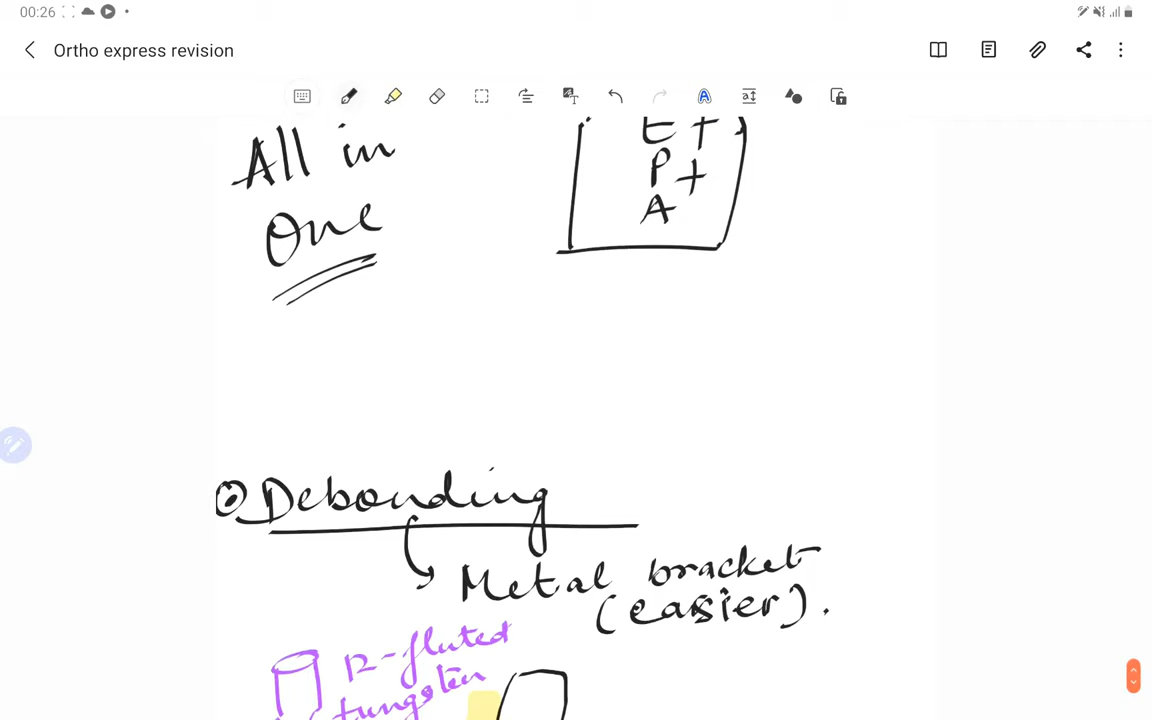 00:26
Ortho express revision
All in
One
E +
P +
A
Debonding
Metal bracket
(easier).
12-fluted
tungsten